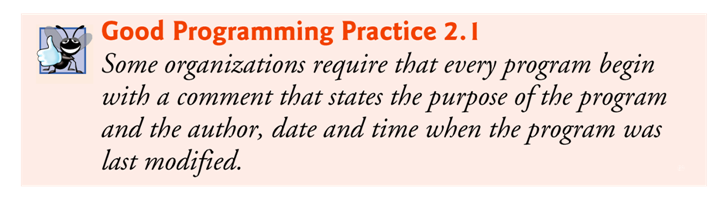 Good Programming Practice 2.1
Some organizations require that every program begin
with a comment that states the purpose of the program
and the author, date and time when the program was
last modified.